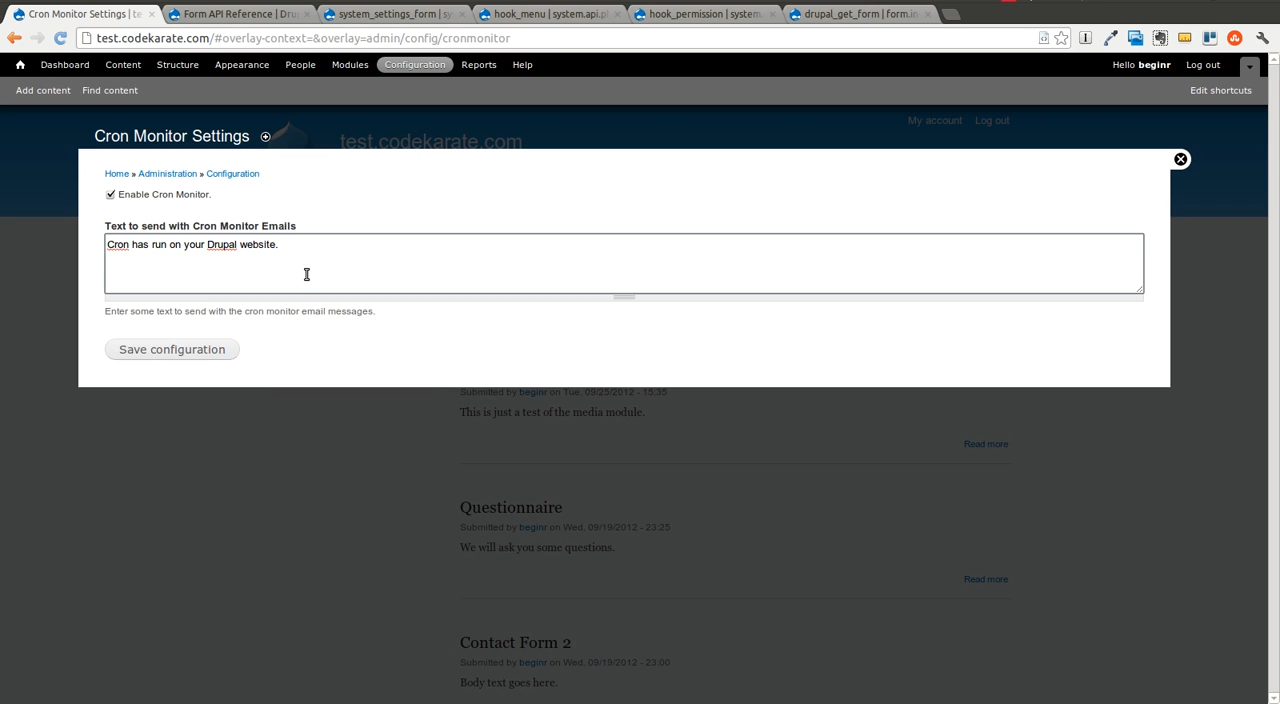 Cron Monitor Settings | te
Form API Reference | Dru
system_settings_form | sy
hook_menu | system.api.p
hook_permission | system.
drupal_get_form | form.in
test.codekarate.com/#overlay-context=&overlay=admin/config/cronmonitor
Dashboard Content Structure Appearance People Modules Configuration Reports Help Hello beginr Log out
Add content Find content Edit shortcuts
My account Log out
Cron Monitor Settings
test.codekarate.com
Home » Administration » Configuration
Enable Cron Monitor.
Text to send with Cron Monitor Emails
Cron has run on your Drupal website.
Enter some text to send with the cron monitor email messages.
Save configuration
Submitted by beginr on Tue, 09/25/2012 - 15:35
This is just a test of the media module.
Read more
Questionnaire
Submitted by beginr on Wed, 09/19/2012 - 23:25
We will ask you some questions.
Read more
Contact Form 2
Submitted by beginr on Wed, 09/19/2012 - 23:00
Body text goes here.